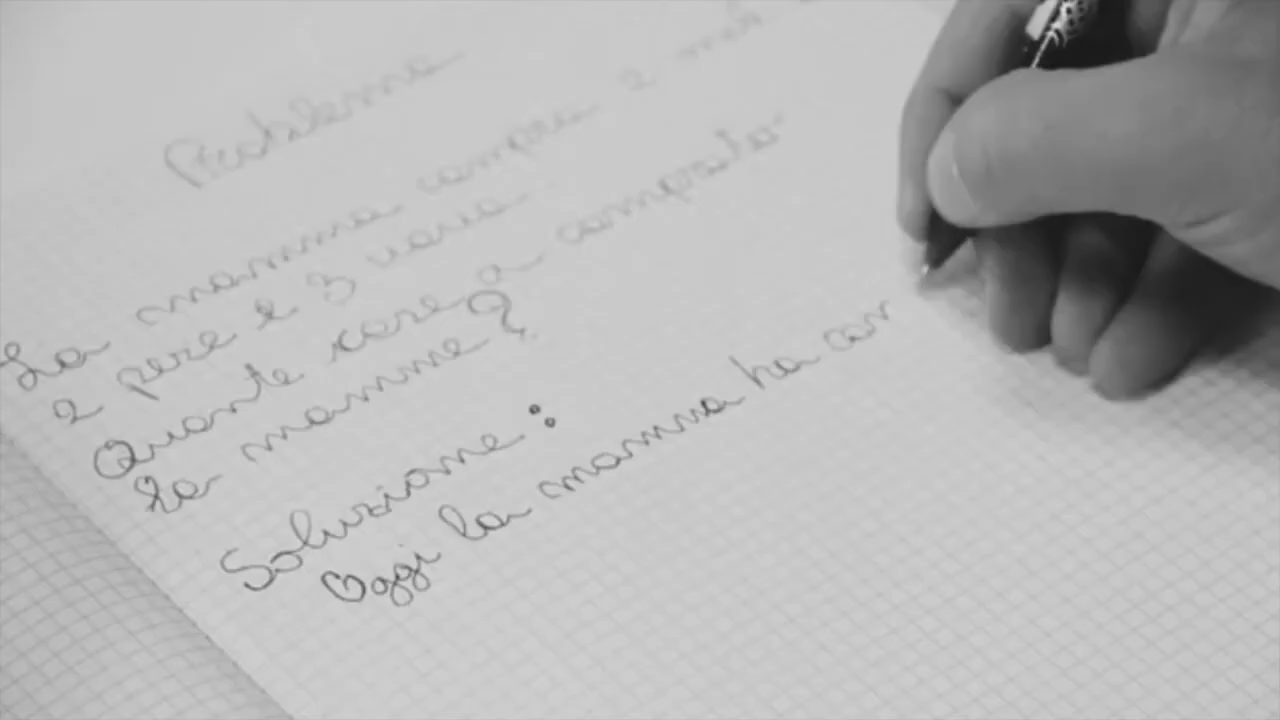 Problema
La mamma compra 2
2 pere e 3 uova
Quante cose a comprato
la mamma?
Soluzione:
Oggi la mamma ha